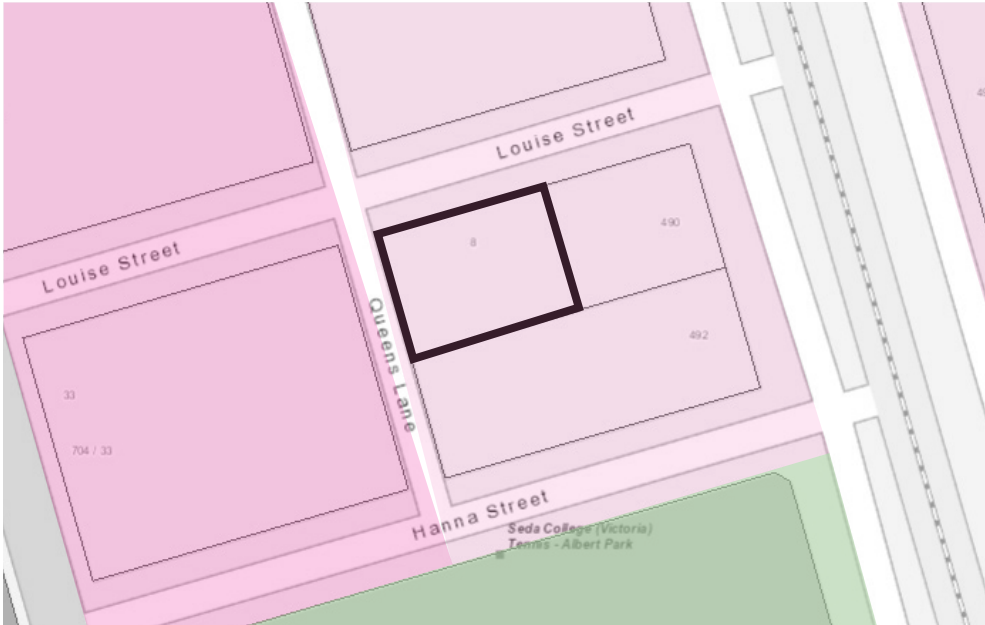 Louise Street
8
490
Louise Street
Queens Lane
492
33
704 / 33
Hanna Street
Seda College (Victoria)
Tennis - Albert Park